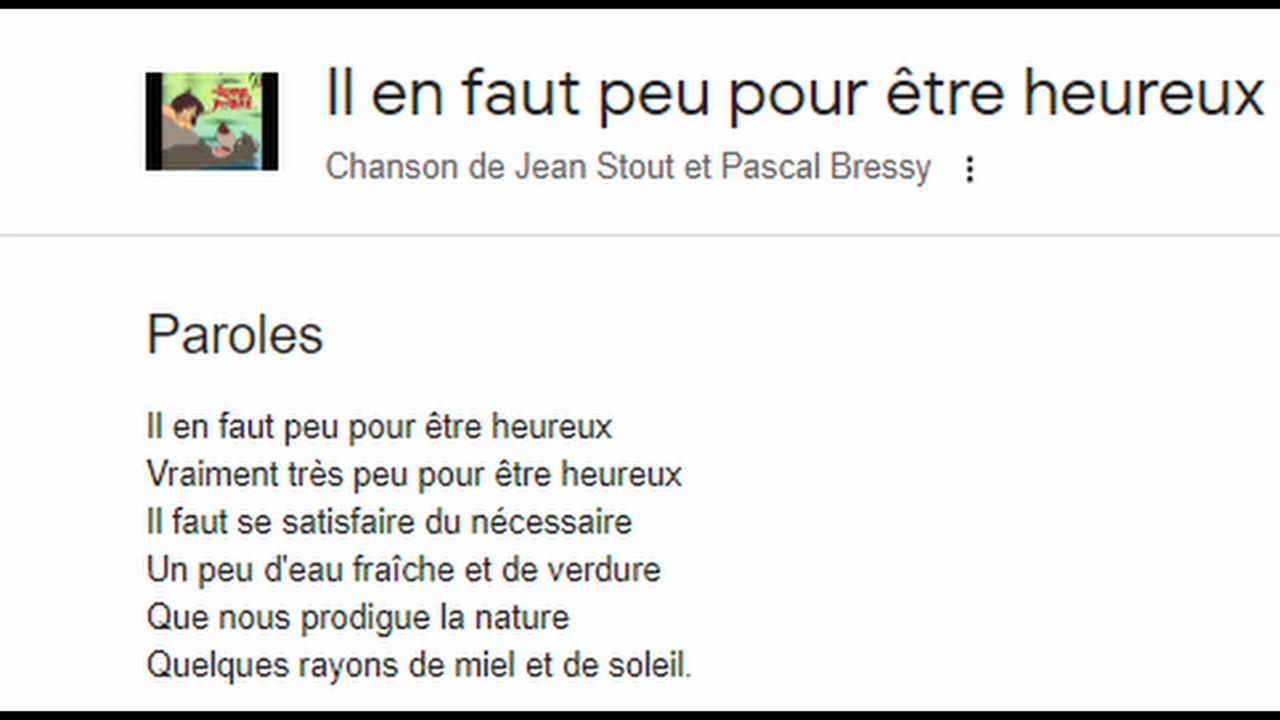 Il en faut peu pour être heureux
Chanson de Jean Stout et Pascal Bressy
Paroles
Il en faut peu pour être heureux
Vraiment très peu pour être heureux
Il faut se satisfaire du nécessaire
Un peu d'eau fraîche et de verdure
Que nous prodigue la nature
Quelques rayons de miel et de soleil.